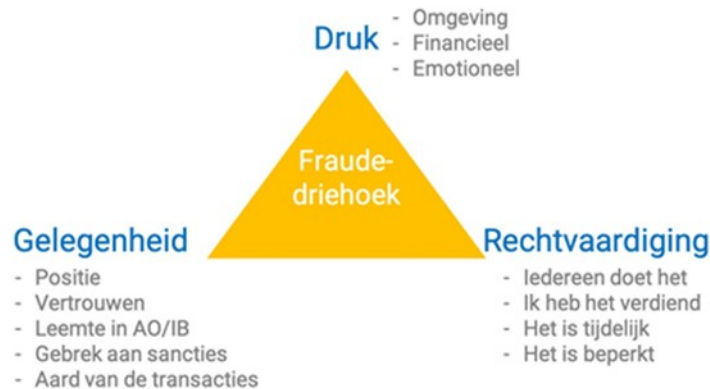 Druk
- Omgeving
- Financieel
- Emotioneel
Fraude-
driehoek
Gelegenheid
- Positie
- Vertrouwen
- Leemte in AO/IB
- Gebrek aan sancties
- Aard van de transacties
Rechtvaardiging
- Iedereen doet het
- Ik heb het verdiend
- Het is tijdelijk
- Het is beperkt